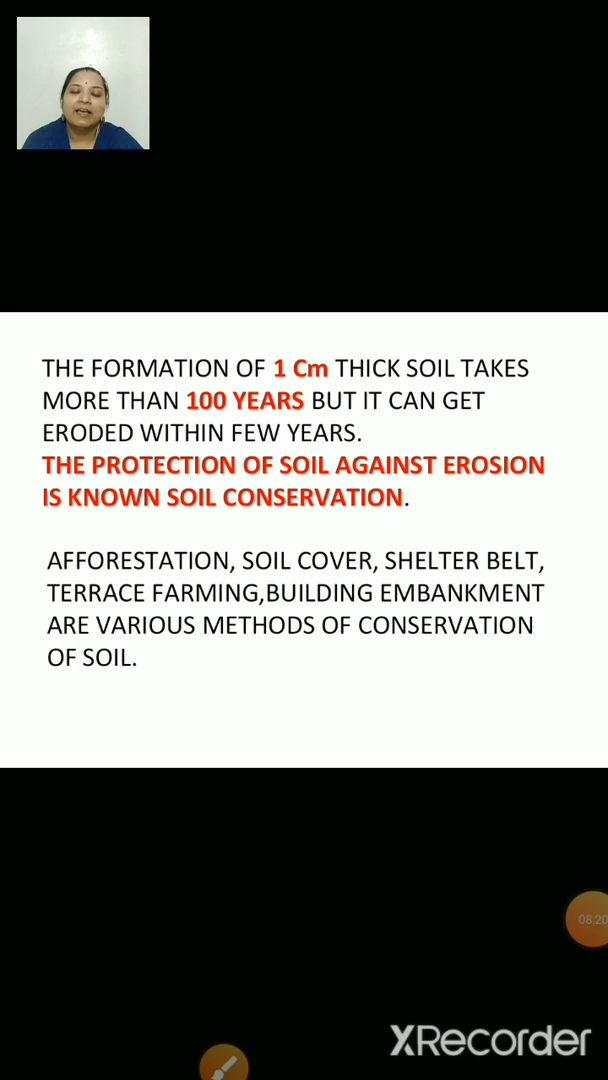 THE FORMATION OF 1 Cm THICK SOIL TAKES
MORE THAN 100 YEARS BUT IT CAN GET
ERODED WITHIN FEW YEARS.
THE PROTECTION OF SOIL AGAINST EROSION
IS KNOWN SOIL CONSERVATION.
AFFORESTATION, SOIL COVER, SHELTER BELT,
TERRACE FARMING,BUILDING EMBANKMENT
ARE VARIOUS METHODS OF CONSERVATION
OF SOIL.
08:20
XRecorder